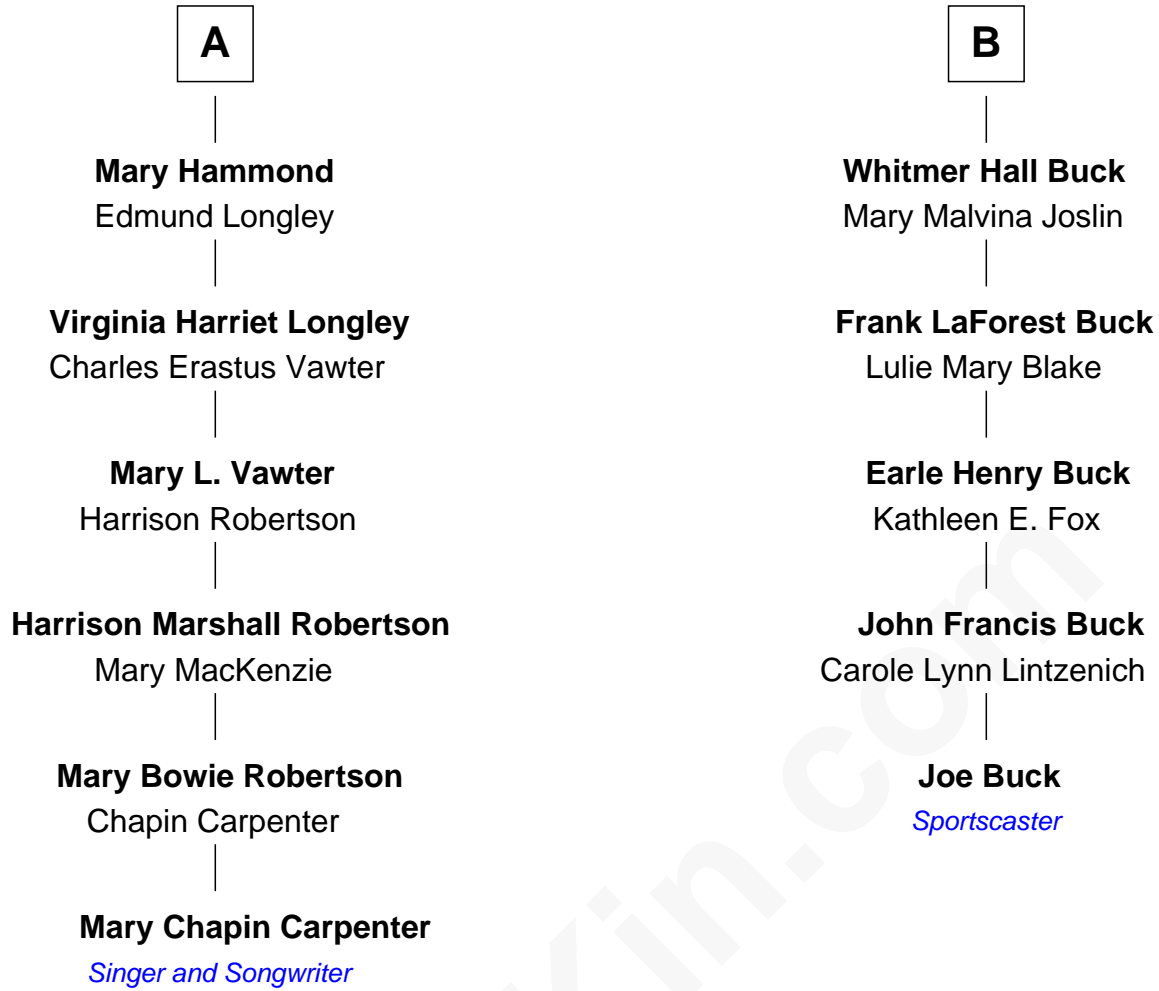 A
Mary Hammond
Edmund Longley
Virginia Harriet Longley
Charles Erastus Vawter
Mary L. Vawter
Harrison Robertson
Harrison Marshall Robertson
Mary MacKenzie
Mary Bowie Robertson
Chapin Carpenter
Mary Chapin Carpenter
Singer and Songwriter
B
Whitmer Hall Buck
Mary Malvina Joslin
Frank LaForest Buck
Lulie Mary Blake
Earle Henry Buck
Kathleen E. Fox
John Francis Buck
Carole Lynn Lintzenich
Joe Buck
Sportscaster